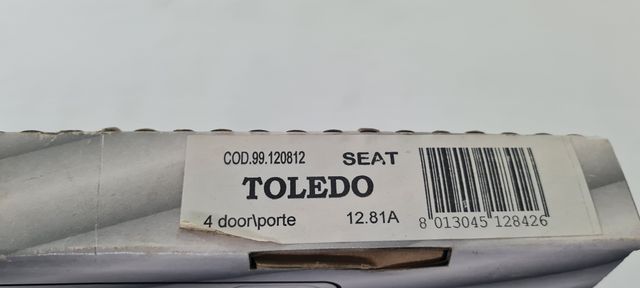 COD.99.120812 SEAT
TOLEDO
4 door\porte 12.81A
8 013045 128426